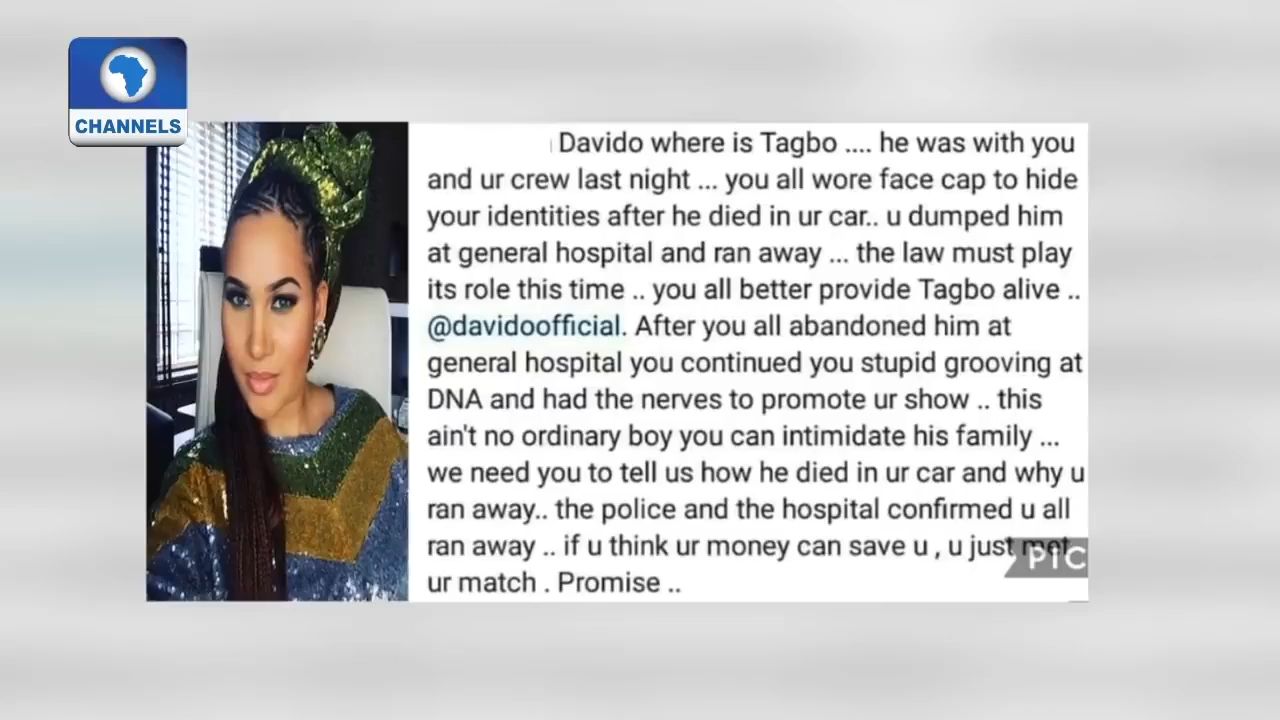 CHANNELS
Davido where is Tagbo .... he was with you
and ur crew last night ... you all wore face cap to hide
your identities after he died in ur car.. u dumped him
at general hospital and ran away ... the law must play
its role this time .. you all better provide Tagbo alive ..
@davidoofficial. After you all abandoned him at
general hospital you continued you stupid grooving at
DNA and had the nerves to promote ur show .. this
ain't no ordinary boy you can intimidate his family ...
we need you to tell us how he died in ur car and why u
ran away.. the police and the hospital confirmed u all
ran away .. if u think ur money can save u , u just met
ur match . Promise ..
PIC